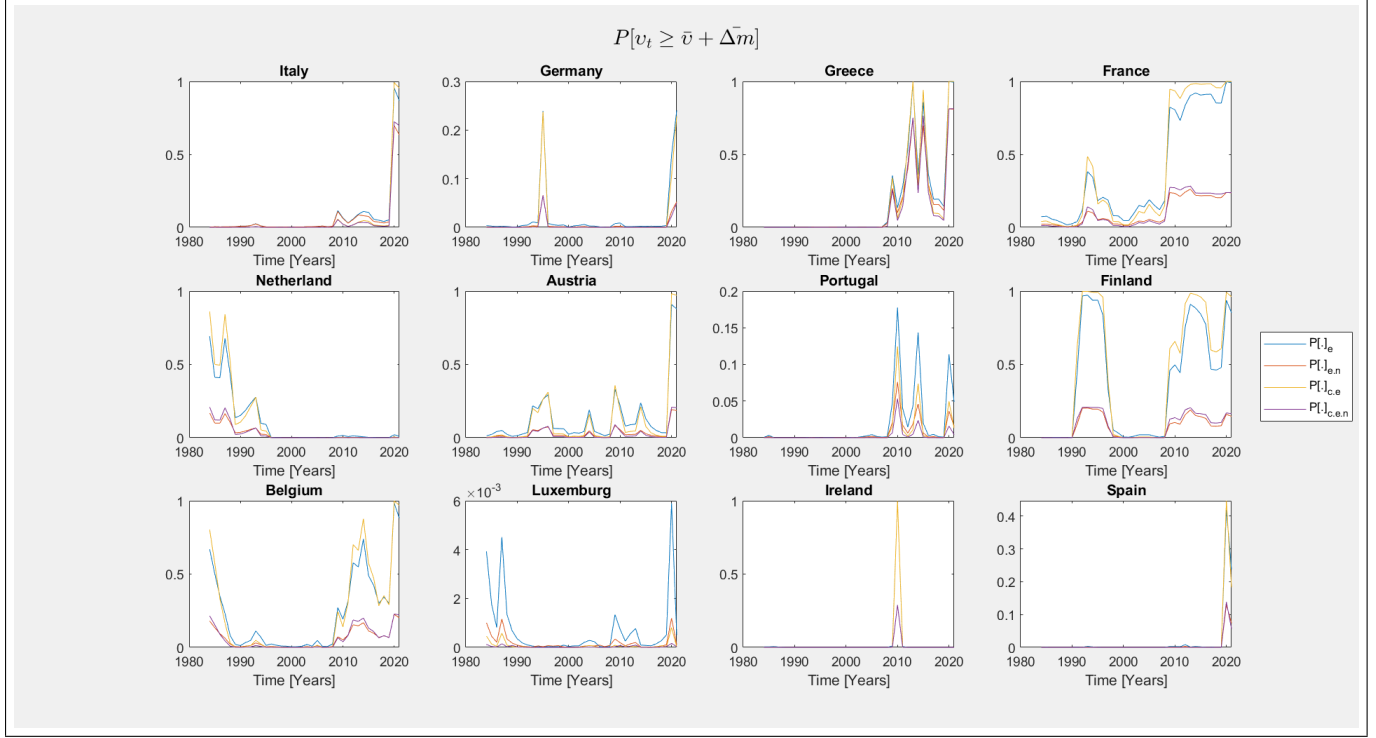 P[υt ≥ ῡ + Δm̄]
Italy
1
0.5
0
1980 1990 2000 2010 2020
Time [Years]
Germany
0.3
0.2
0.1
0
1980 1990 2000 2010 2020
Time [Years]
Greece
1
0.5
0
1980 1990 2000 2010 2020
Time [Years]
France
1
0.5
0
1980 1990 2000 2010 2020
Time [Years]
Netherland
1
0.5
0
1980 1990 2000 2010 2020
Time [Years]
Austria
1
0.5
0
1980 1990 2000 2010 2020
Time [Years]
Portugal
0.2
0.15
0.1
0.05
0
1980 1990 2000 2010 2020
Time [Years]
Finland
1
0.5
0
1980 1990 2000 2010 2020
Time [Years]
P[.]e
P[.]e.n
P[.]c.e
P[.]c.e.n
Belgium
1
0.5
0
1980 1990 2000 2010 2020
Time [Years]
Luxemburg
×10-3
6
4
2
0
1980 1990 2000 2010 2020
Time [Years]
Ireland
1
0.5
0
1980 1990 2000 2010 2020
Time [Years]
Spain
0.4
0.3
0.2
0.1
0
1980 1990 2000 2010 2020
Time [Years]